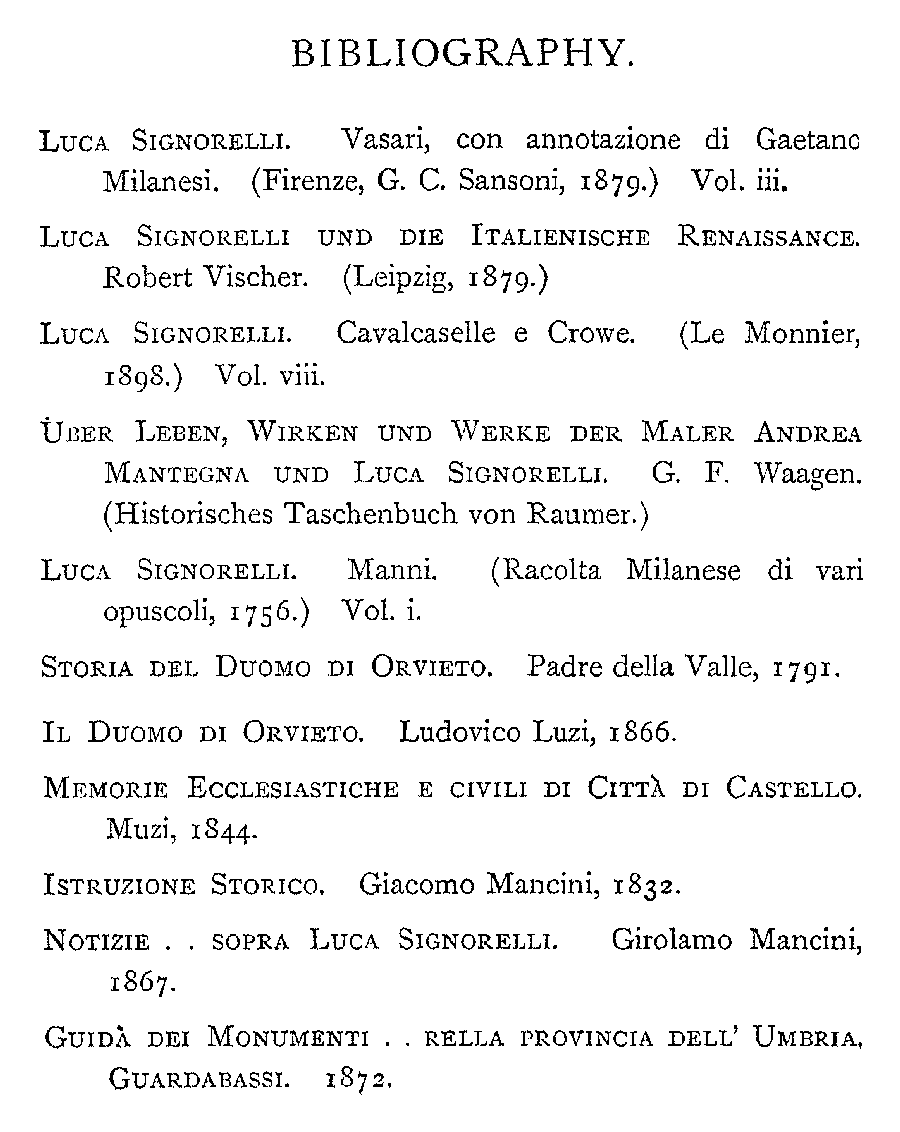 BIBLIOGRAPHY.
LUCA SIGNORELLI. Vasari, con annotazione di Gaetano
Milanesi. (Firenze, G. C. Sansoni, 1879.) Vol. iii.
LUCA SIGNORELLI UND DIE ITALIENISCHE RENAISSANCE.
Robert Vischer. (Leipzig, 1879.)
LUCA SIGNORELLI. Cavalcaselle e Crowe. (Le Monnier,
1898.) Vol. viii.
ÜBER LEBEN, WIRKEN UND WERKE DER MALER ANDREA
MANTEGNA UND LUCA SIGNORELLI. G. F. Waagen.
(Historisches Taschenbuch von Raumer.)
LUCA SIGNORELLI. Manni. (Racolta Milanese di vari
opuscoli, 1756.) Vol. i.
STORIA DEL DUOMO DI ORVIETO. Padre della Valle, 1791.
IL DUOMO DI ORVIETO. Ludovico Luzi, 1866.
MEMORIE ECCLESIASTICHE E CIVILI DI CITTÀ DI CASTELLO.
Muzi, 1844.
ISTRUZIONE STORICO. Giacomo Mancini, 1832.
NOTIZIE . . SOPRA LUCA SIGNORELLI. Girolamo Mancini,
1867.
GUIDÀ DEI MONUMENTI . . RELLA PROVINCIA DELL' UMBRIA,
GUARDABASSI. 1872.